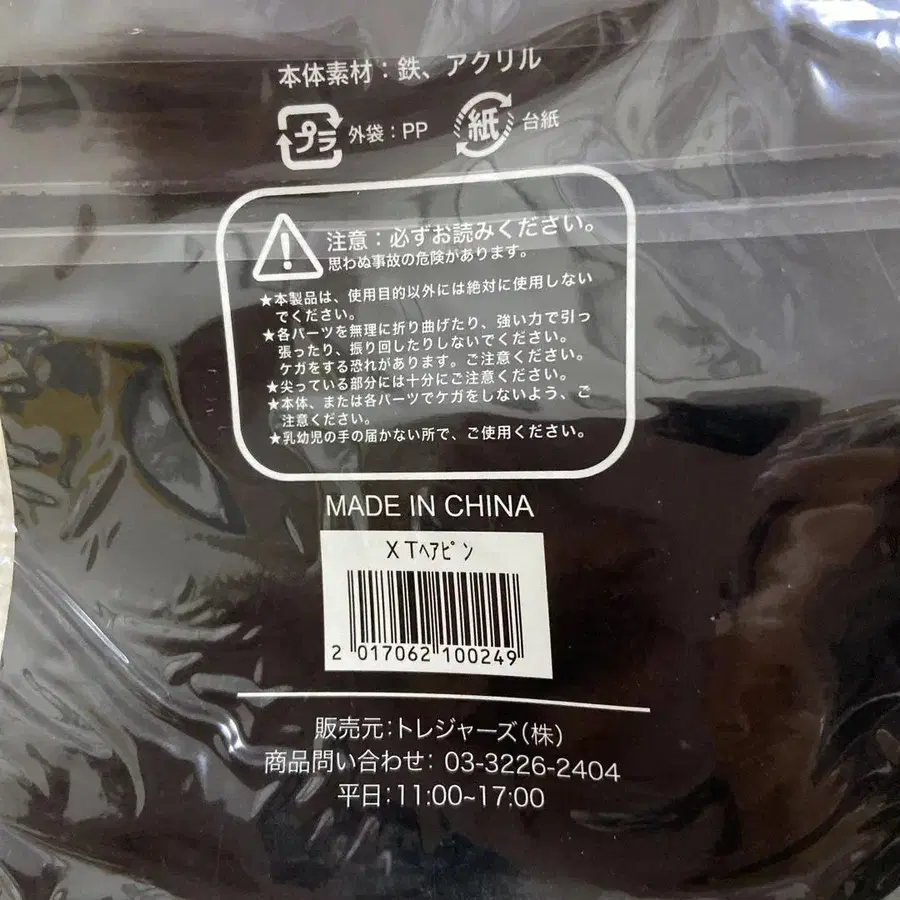 本体素材：鉄、アクリル
プラ 外袋：PP 紙 台紙
注意：必ずお読みください。
思わぬ事故の危険があります。
★本製品は、使用目的以外には絶対に使用しない
でください。
★各パーツを無理に折り曲げたり、強い力で引っ
張ったり、振り回したりしないでください。
ケガをする恐れがあります。ご注意ください。
★尖っている部分には十分にご注意ください。
★本体、または各パーツでケガをしないよう、ご
注意ください。
★乳幼児の手の届かない所で、ご使用ください。
MADE IN CHINA
XTﾍｱﾋﾟﾝ
2 017062 100249
販売元：トレジャーズ（株）
商品問い合わせ：03-3226-2404
平日：11:00~17:00